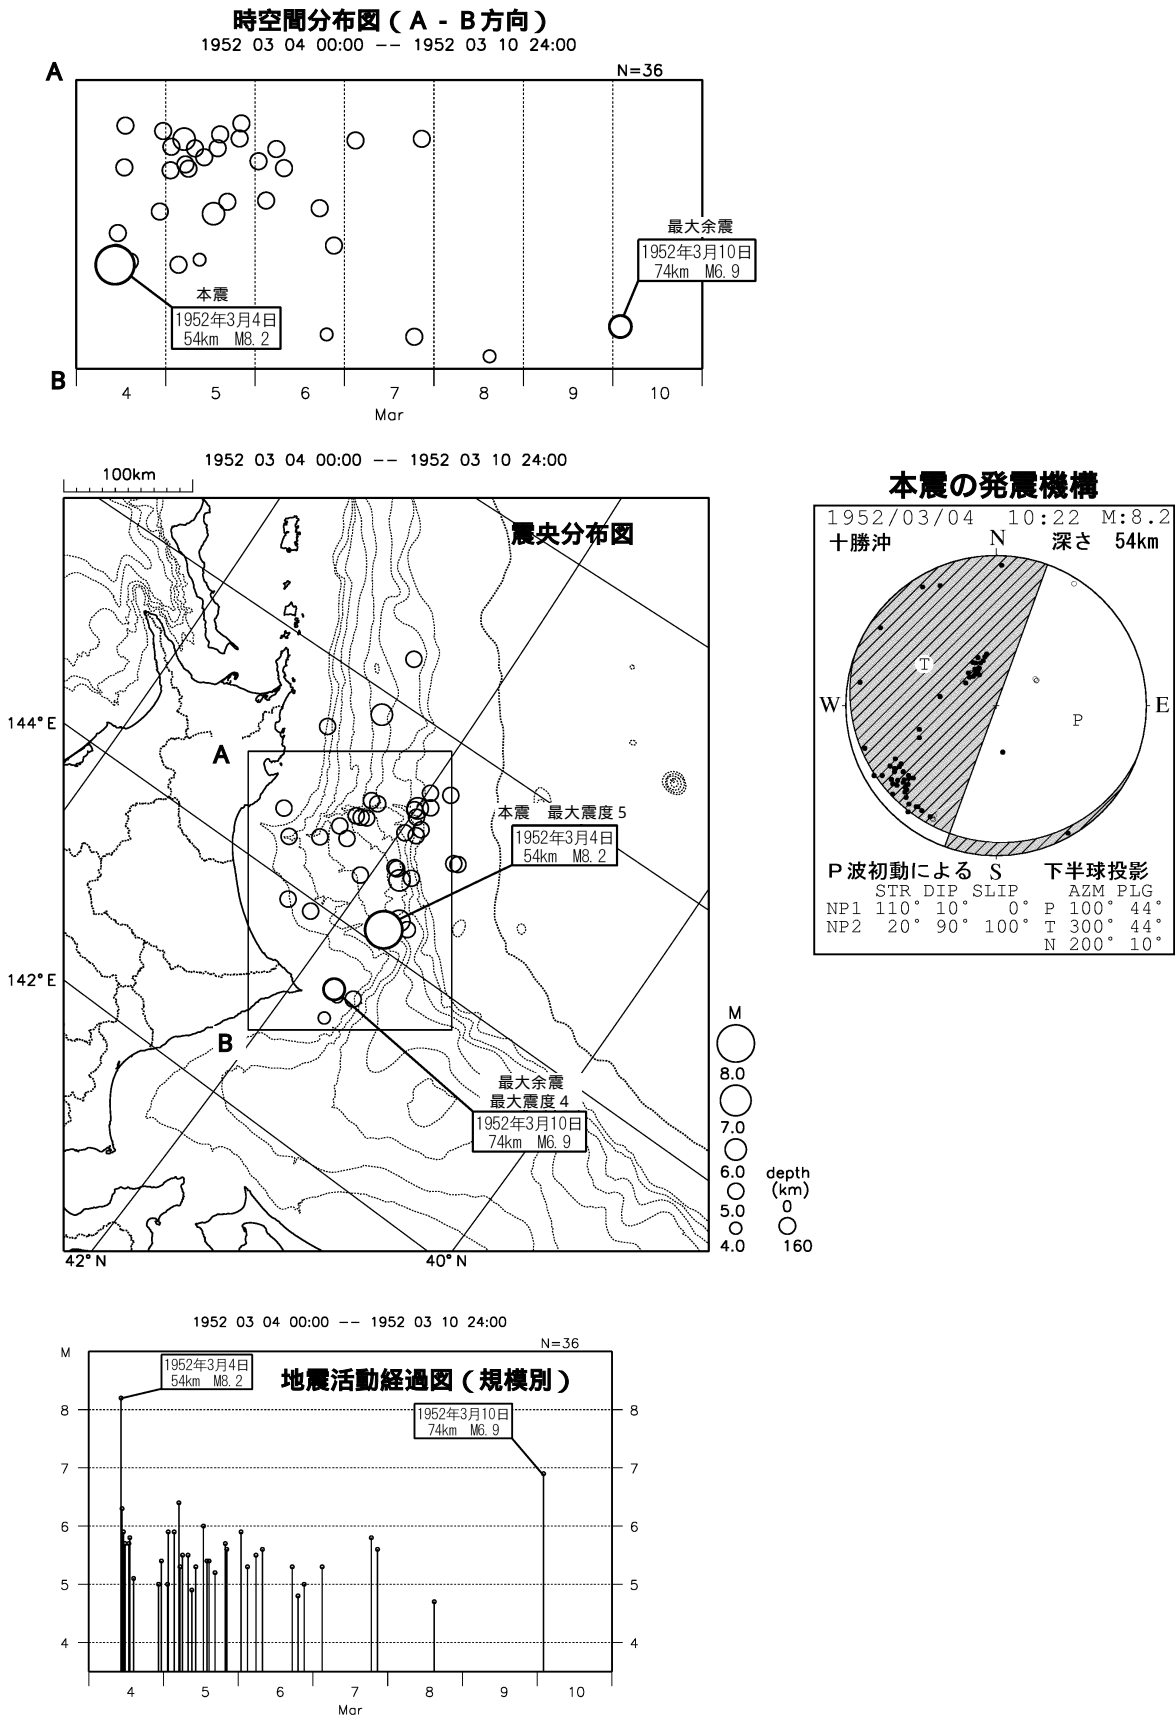 時空間分布図(A-B方向)
1952 03 04 00:00 -- 1952 03 10 24:00
A
N=36
最大余震
1952年3月10日
74km M6.9
本震
1952年3月4日
54km M8.2
B
4 5 6 7 8 9 10
Mar
1952 03 04 00:00 -- 1952 03 10 24:00
100km
震央分布図
144°E
A
本震 最大震度5
1952年3月4日
54km M8.2
142°E
B
最大余震
最大震度4
1952年3月10日
74km M6.9
42°N
40°N
M
8.0
7.0
6.0
5.0
4.0
depth
(km)
0
160
本震の発震機構
1952/03/04 10:22 M:8.2
十勝沖 N 深さ 54km
T
W E
P
P波初動による S 下半球投影
STR DIP SLIP AZM PLG
NP1 110° 10° 0° P 100° 44°
NP2 20° 90° 100° T 300° 44°
N 200° 10°
1952 03 04 00:00 -- 1952 03 10 24:00
M
N=36
1952年3月4日
54km M8.2
地震活動経過図(規模別)
1952年3月10日
74km M6.9
8 8
7 7
6 6
5 5
4 4
4 5 6 7 8 9 10
Mar